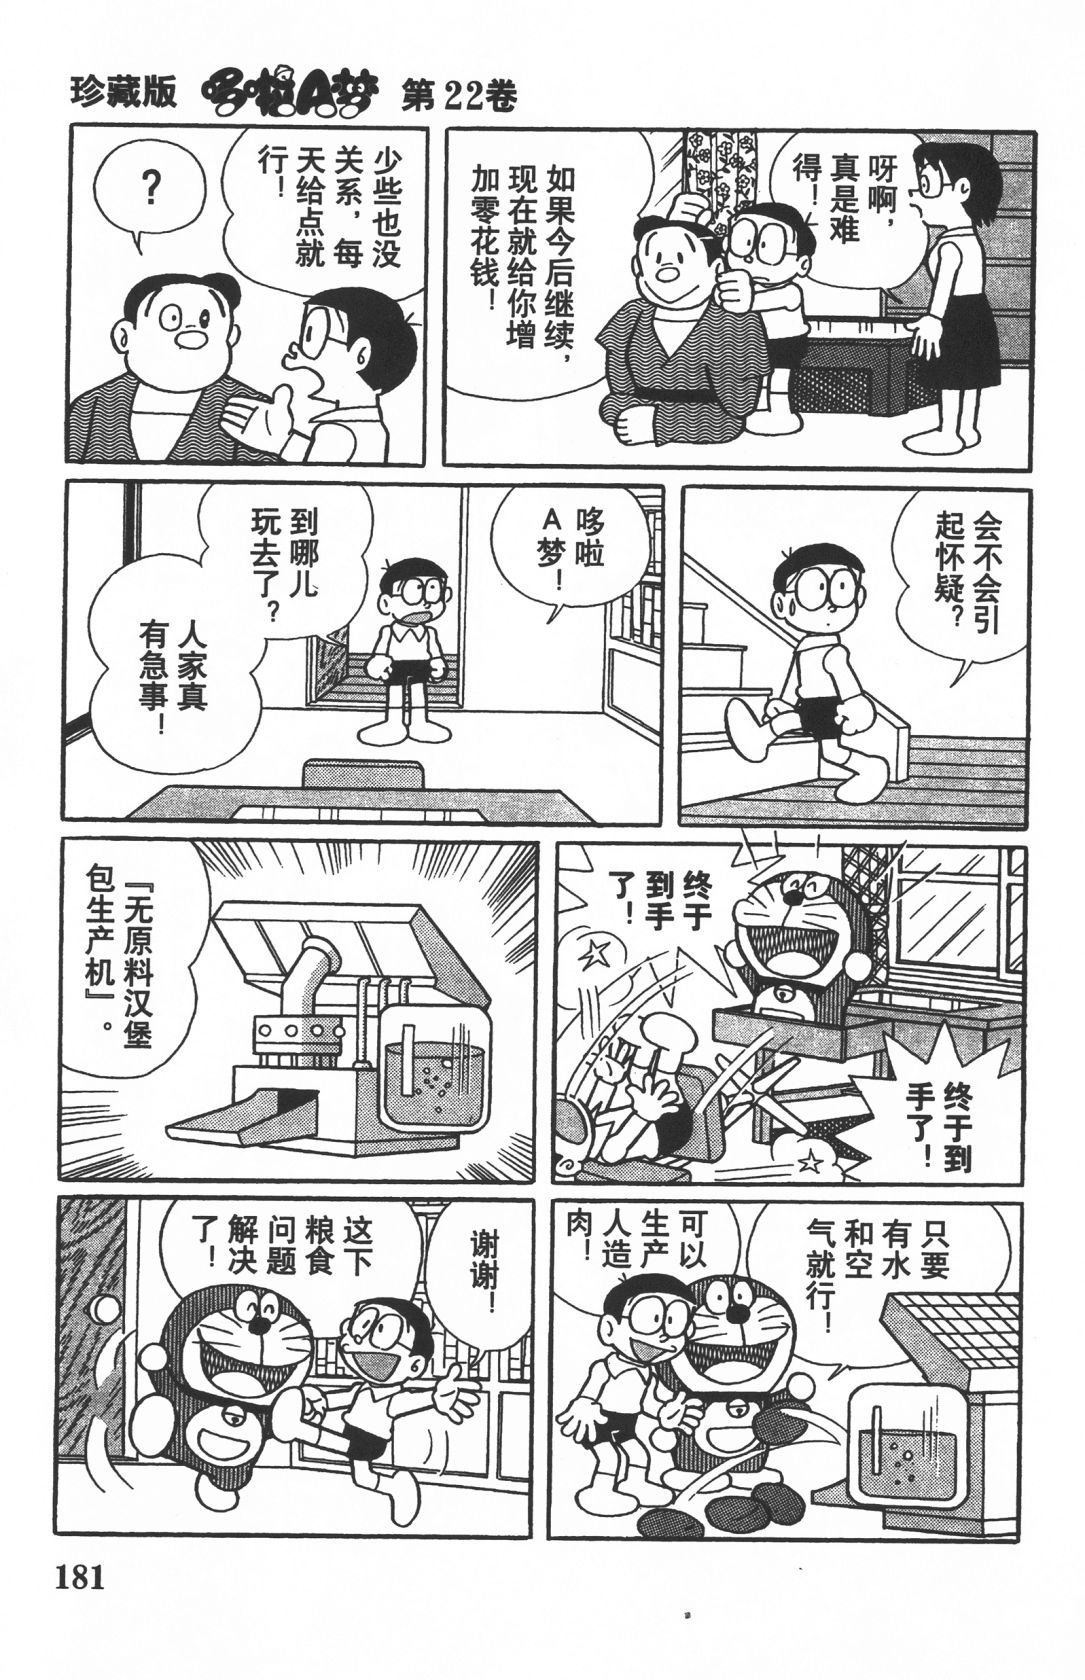 珍藏版 哆啦A梦 第22卷
呀啊，
真是难
得！
如果今后继续，
现在就给你增
加零花钱！
少些也没
关系，每
天给点就
行！
？
会不会引
起怀疑？
哆啦
A梦！
到哪儿
玩去了？
人家真
有急事！
终于
到手
了！
终于到
手了！
『无原料汉堡
包生产机』。
只要
有水
和空
气就行！
可以
生产
人造
肉！
谢谢！
这下
粮食
问题
解决
了！
181